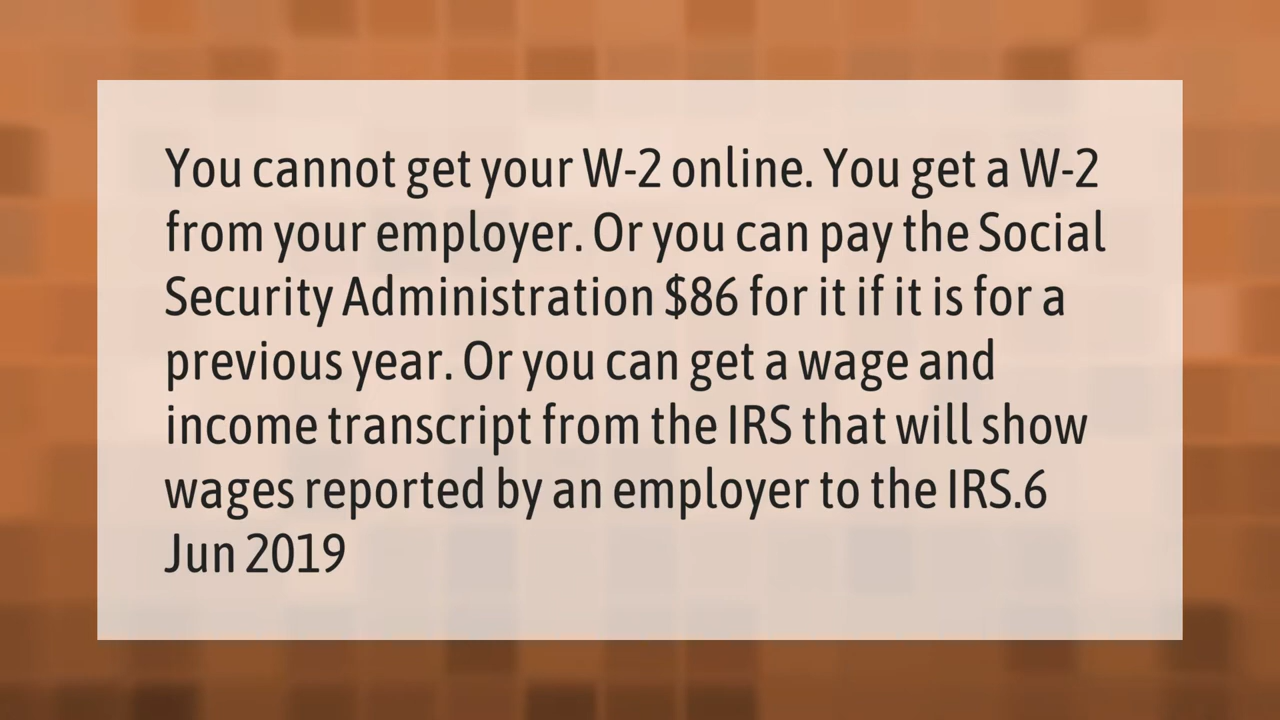 You cannot get your W-2 online. You get a W-2
from your employer. Or you can pay the Social
Security Administration $86 for it if it is for a
previous year. Or you can get a wage and
income transcript from the IRS that will show
wages reported by an employer to the IRS.6
Jun 2019